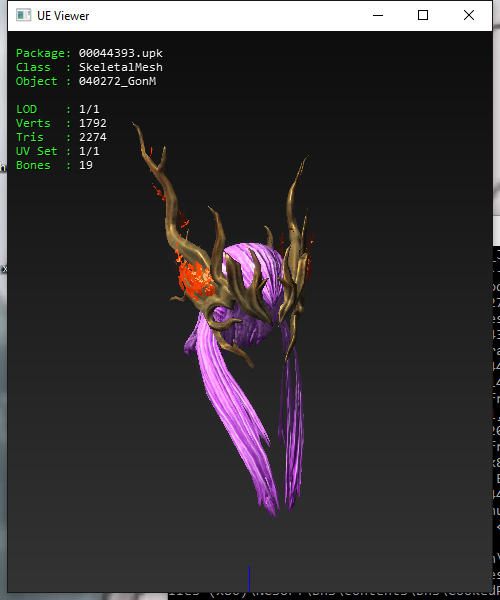 UE Viewer
Package: 00044393.upk
Class : SkeletalMesh
Object : 040272_GonM
LOD : 1/1
Verts : 1792
Tris : 2274
UV Set : 1/1
Bones : 19